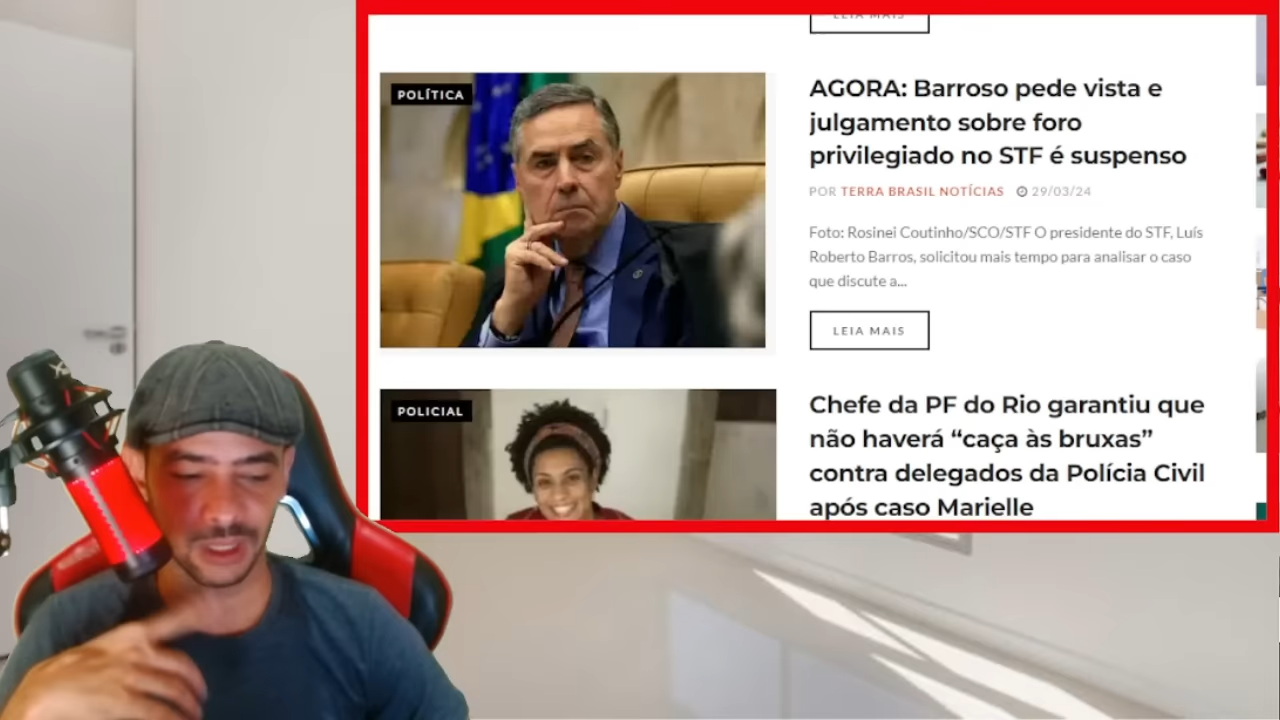 LEIA MAIS
POLÍTICA
AGORA: Barroso pede vista e
julgamento sobre foro
privilegiado no STF é suspenso
POR TERRA BRASIL NOTÍCIAS 29/03/24
Foto: Rosinei Coutinho/SCO/STF O presidente do STF, Luís
Roberto Barros, solicitou mais tempo para analisar o caso
que discute a...
LEIA MAIS
POLICIAL
Chefe da PF do Rio garantiu que
não haverá “caça às bruxas”
contra delegados da Polícia Civil
após caso Marielle